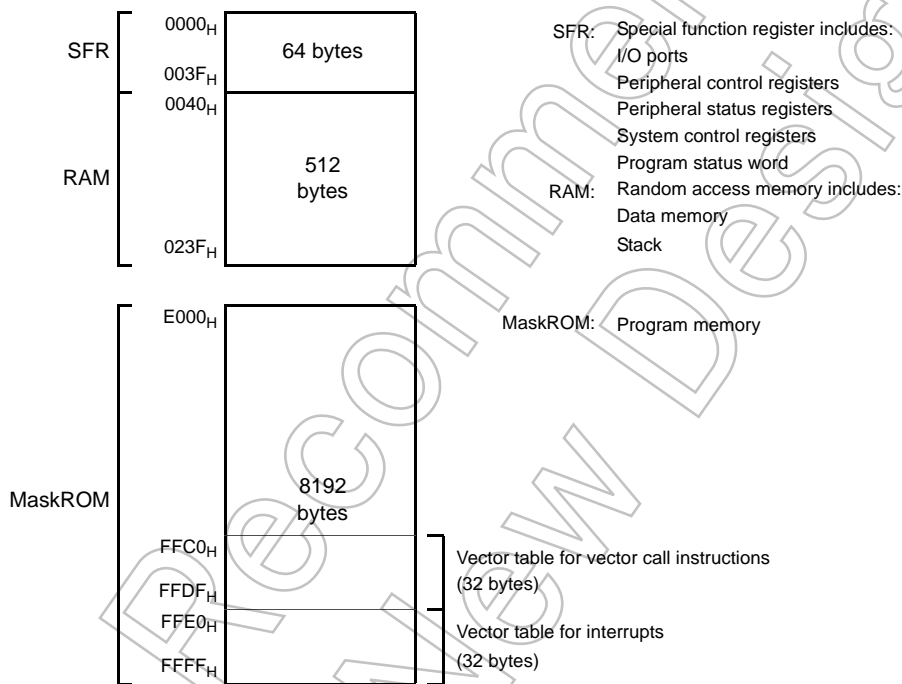 0000H
SFR
64 bytes
003FH
0040H
RAM
512
bytes
023FH
SFR: Special function register includes:
I/O ports
Peripheral control registers
Peripheral status registers
System control registers
Program status word
RAM: Random access memory includes:
Data memory
Stack
E000H
MaskROM: Program memory
MaskROM
8192
bytes
FFC0H
FFDFH
Vector table for vector call instructions
(32 bytes)
FFE0H
FFFFH
Vector table for interrupts
(32 bytes)
Recommen
New Desig